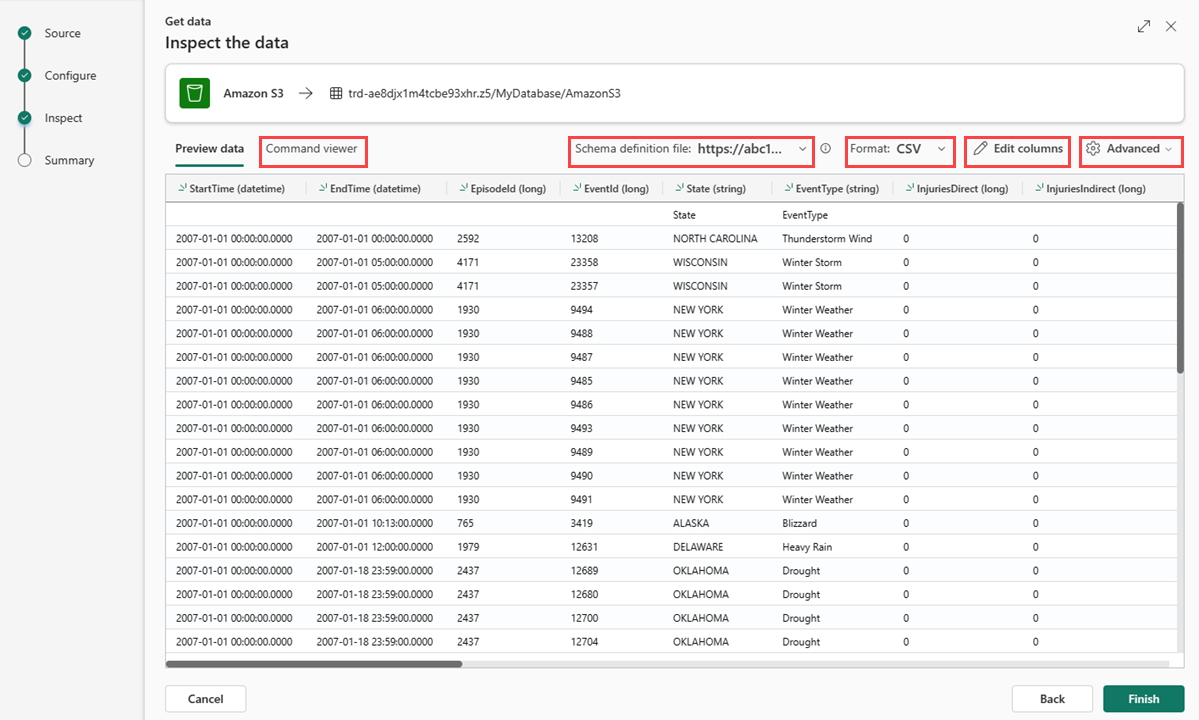 Source
Configure
Inspect
Summary
Get data
Inspect the data
Amazon S3 → trd-ae8djx1m4tcbe93xhr.z5/MyDatabase/AmazonS3
Preview data Command viewer Schema definition file: https://abc1... Format: CSV Edit columns Advanced
StartTime (datetime) EndTime (datetime) EpisodeId (long) EventId (long) State (string) EventType (string) InjuriesDirect (long) InjuriesIndirect (long)
State EventType
2007-01-01 00:00:00.0000 2007-01-01 00:00:00.0000 2592 13208 NORTH CAROLINA Thunderstorm Wind 0 0
2007-01-01 00:00:00.0000 2007-01-01 05:00:00.0000 4171 23358 WISCONSIN Winter Storm 0 0
2007-01-01 00:00:00.0000 2007-01-01 05:00:00.0000 4171 23357 WISCONSIN Winter Storm 0 0
2007-01-01 00:00:00.0000 2007-01-01 06:00:00.0000 1930 9494 NEW YORK Winter Weather 0 0
2007-01-01 00:00:00.0000 2007-01-01 06:00:00.0000 1930 9488 NEW YORK Winter Weather 0 0
2007-01-01 00:00:00.0000 2007-01-01 06:00:00.0000 1930 9487 NEW YORK Winter Weather 0 0
2007-01-01 00:00:00.0000 2007-01-01 06:00:00.0000 1930 9485 NEW YORK Winter Weather 0 0
2007-01-01 00:00:00.0000 2007-01-01 06:00:00.0000 1930 9486 NEW YORK Winter Weather 0 0
2007-01-01 00:00:00.0000 2007-01-01 06:00:00.0000 1930 9493 NEW YORK Winter Weather 0 0
2007-01-01 00:00:00.0000 2007-01-01 06:00:00.0000 1930 9489 NEW YORK Winter Weather 0 0
2007-01-01 00:00:00.0000 2007-01-01 06:00:00.0000 1930 9490 NEW YORK Winter Weather 0 0
2007-01-01 00:00:00.0000 2007-01-01 06:00:00.0000 1930 9491 NEW YORK Winter Weather 0 0
2007-01-01 00:00:00.0000 2007-01-01 10:13:00.0000 765 3419 ALASKA Blizzard 0 0
2007-01-01 00:00:00.0000 2007-01-01 12:00:00.0000 1979 12631 DELAWARE Heavy Rain 0 0
2007-01-01 00:00:00.0000 2007-01-18 23:59:00.0000 2437 12689 OKLAHOMA Drought 0 0
2007-01-01 00:00:00.0000 2007-01-18 23:59:00.0000 2437 12680 OKLAHOMA Drought 0 0
2007-01-01 00:00:00.0000 2007-01-18 23:59:00.0000 2437 12700 OKLAHOMA Drought 0 0
2007-01-01 00:00:00.0000 2007-01-18 23:59:00.0000 2437 12704 OKLAHOMA Drought 0 0
Cancel Back Finish